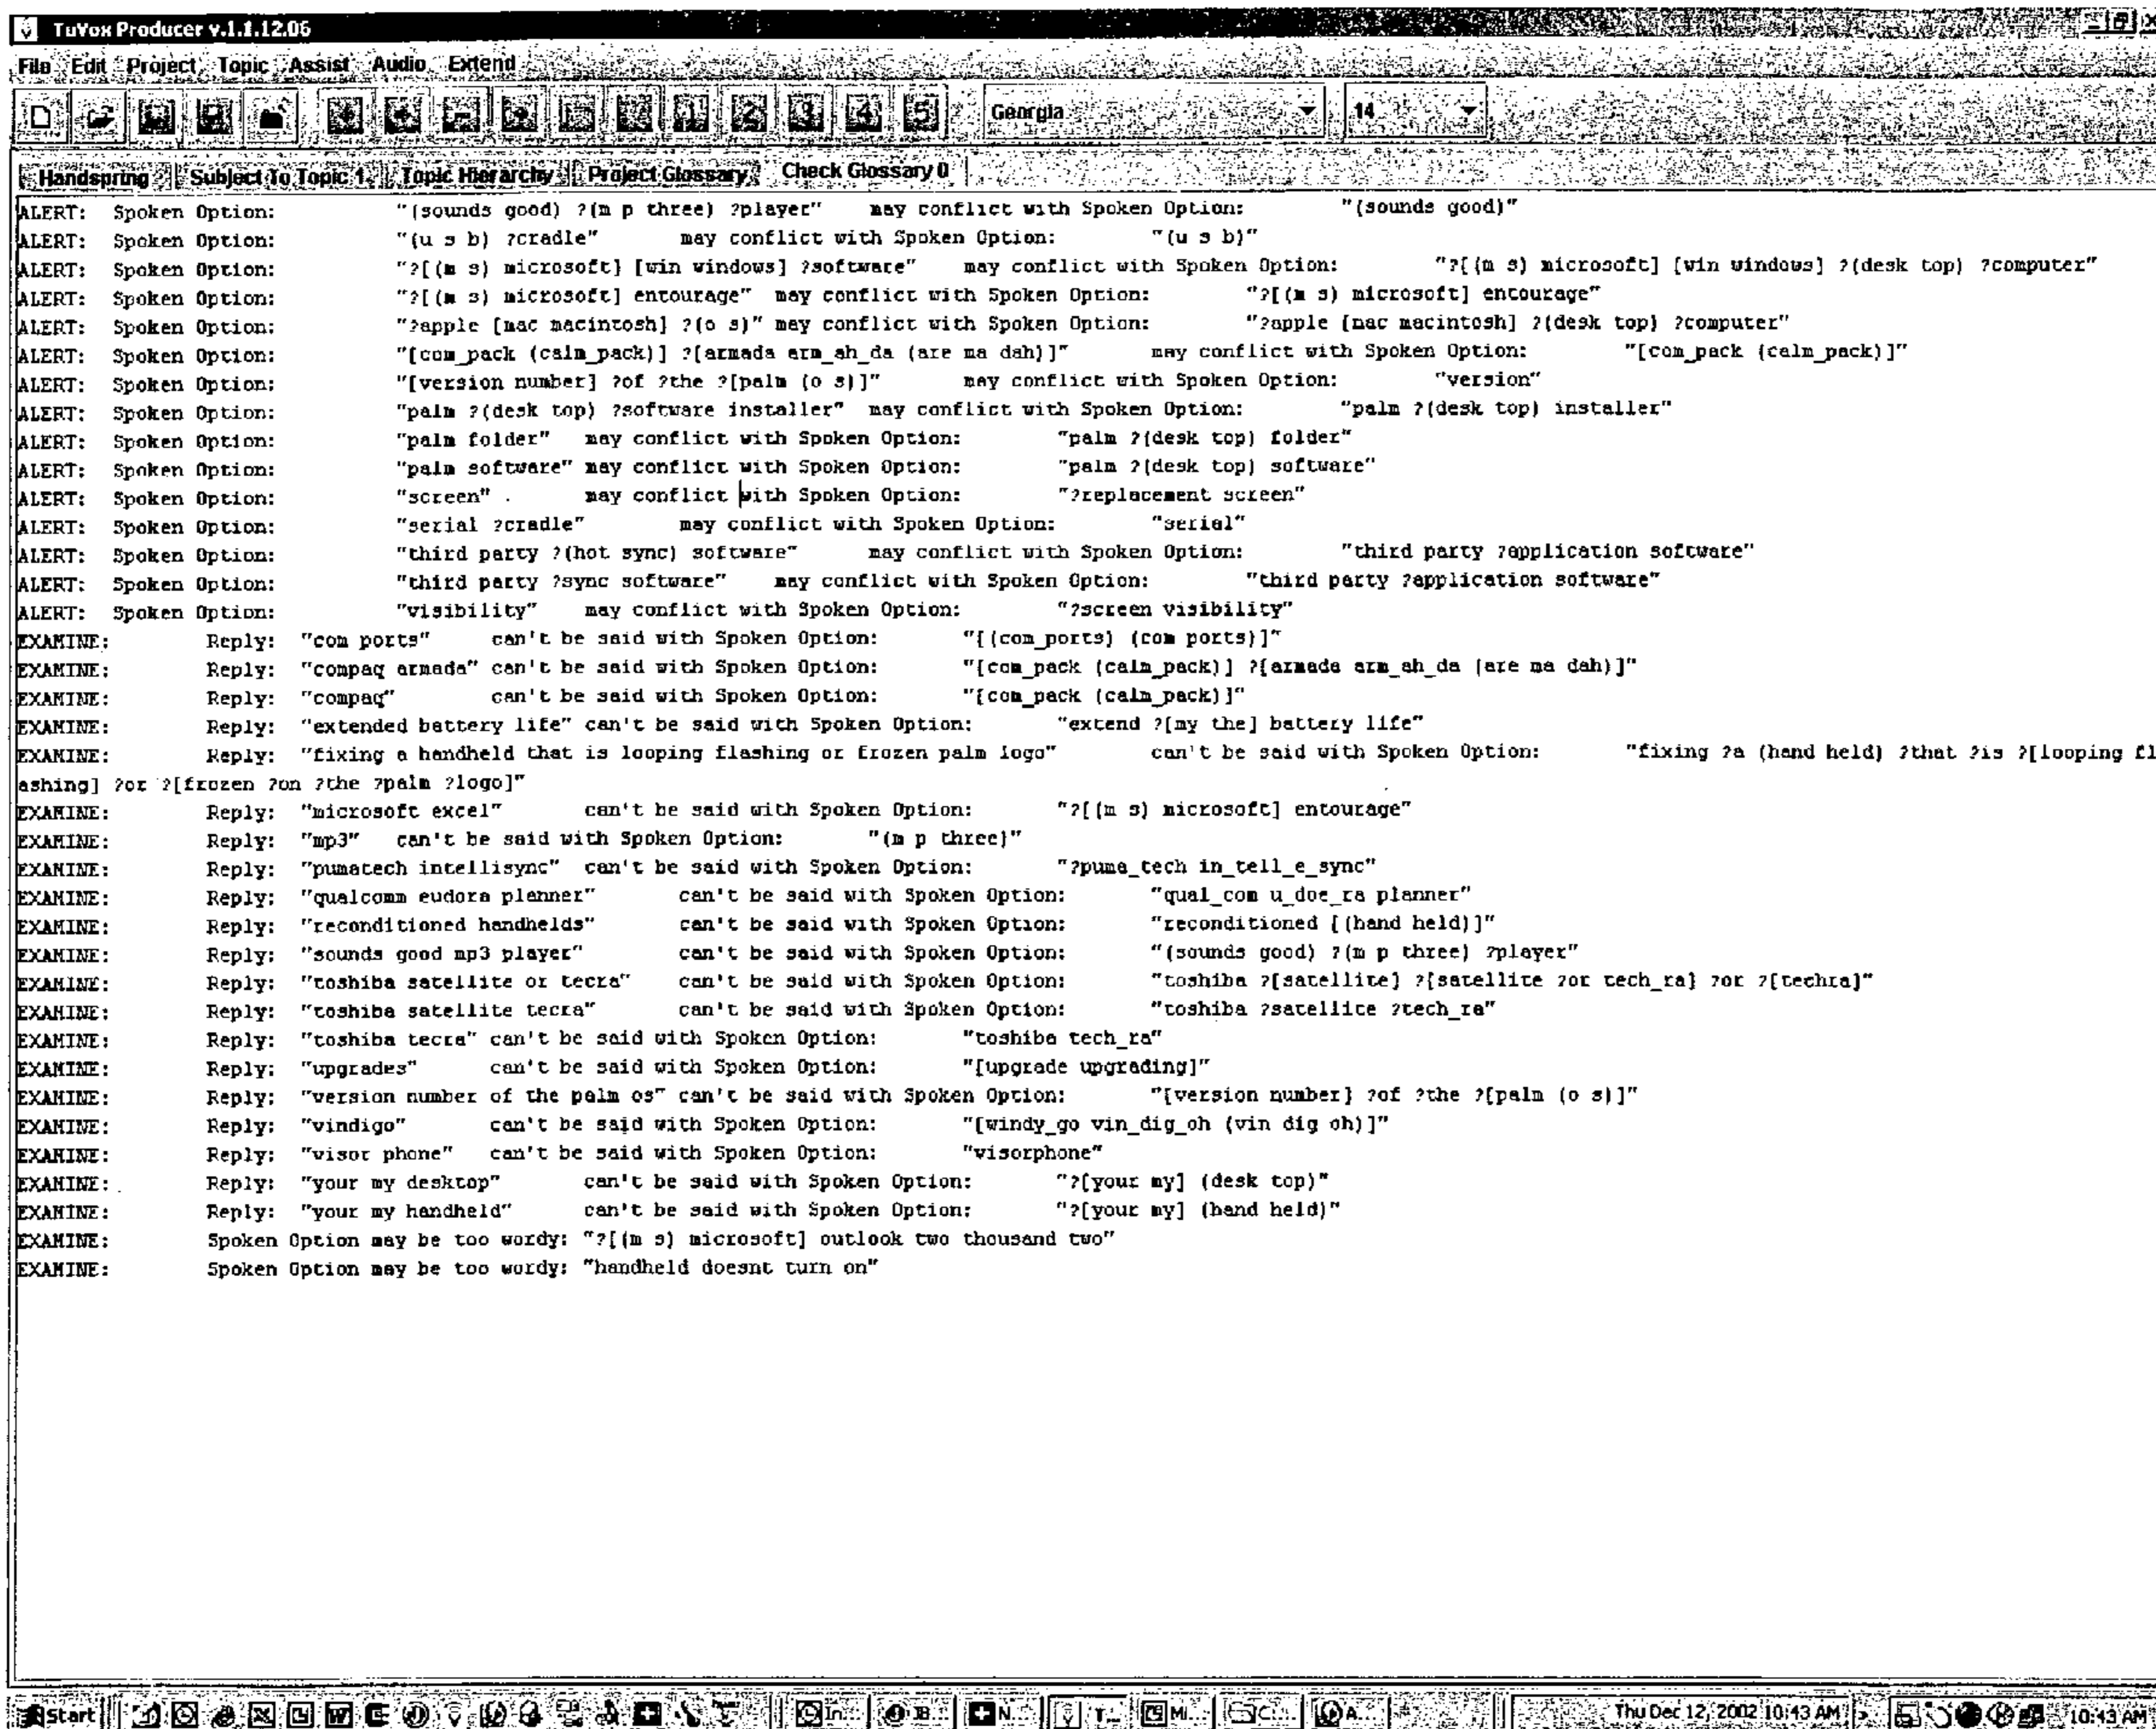 TuVox Producer v.1.1.12.06
File Edit Project Topic Assist Audio Extend
1 2 3 4 5 Georgia 14
Handspring Subject To Topic 1 Topic Hierarchy Project Glossary Check Glossary 0
ALERT: Spoken Option: "(sounds good) ?(m p three) ?player" may conflict with Spoken Option: "(sounds good)"
ALERT: Spoken Option: "(u s b) ?cradle" may conflict with Spoken Option: "(u s b)"
ALERT: Spoken Option: "?[(m s) microsoft] [win windows] ?software" may conflict with Spoken Option: "?[(m s) microsoft] [win windows] ?(desk top) ?computer"
ALERT: Spoken Option: "?[(m s) microsoft] entourage" may conflict with Spoken Option: "?[(m s) microsoft] entourage"
ALERT: Spoken Option: "?apple [mac macintosh] ?(o s)" may conflict with Spoken Option: "?apple [mac macintosh] ?(desk top) ?computer"
ALERT: Spoken Option: "[com_pack (calm_pack)] ?[armada arm_ah_da (are ma dah)]" may conflict with Spoken Option: "[com_pack (calm_pack)]"
ALERT: Spoken Option: "[version number] ?of ?the ?[palm (o s)]" may conflict with Spoken Option: "version"
ALERT: Spoken Option: "palm ?(desk top) ?software installer" may conflict with Spoken Option: "palm ?(desk top) installer"
ALERT: Spoken Option: "palm folder" may conflict with Spoken Option: "palm ?(desk top) folder"
ALERT: Spoken Option: "palm software" may conflict with Spoken Option: "palm ?(desk top) software"
ALERT: Spoken Option: "screen" may conflict with Spoken Option: "?replacement screen"
ALERT: Spoken Option: "serial ?cradle" may conflict with Spoken Option: "serial"
ALERT: Spoken Option: "third party ?(hot sync) software" may conflict with Spoken Option: "third party ?application software"
ALERT: Spoken Option: "third party ?sync software" may conflict with Spoken Option: "third party ?application software"
ALERT: Spoken Option: "visibility" may conflict with Spoken Option: "?screen visibility"
EXAMINE: Reply: "com ports" can't be said with Spoken Option: "[(com_ports) (com ports)]"
EXAMINE: Reply: "compaq armada" can't be said with Spoken Option: "[com_pack (calm_pack)] ?[armada arm_ah_da (are ma dah)]"
EXAMINE: Reply: "compaq" can't be said with Spoken Option: "[com_pack (calm_pack)]"
EXAMINE: Reply: "extended battery life" can't be said with Spoken Option: "extend ?[my the] battery life"
EXAMINE: Reply: "fixing a handheld that is looping flashing or frozen palm logo" can't be said with Spoken Option: "fixing ?a (hand held) ?that ?is ?[looping fl
ashing] ?or ?[frozen ?on ?the ?palm ?logo]"
EXAMINE: Reply: "microsoft excel" can't be said with Spoken Option: "?[(m s) microsoft] entourage"
EXAMINE: Reply: "mp3" can't be said with Spoken Option: "(m p three)"
EXAMINE: Reply: "pumatech intellisync" can't be said with Spoken Option: "?puma_tech in_tell_e_sync"
EXAMINE: Reply: "qualcomm eudora planner" can't be said with Spoken Option: "qual_com u_doe_ra planner"
EXAMINE: Reply: "reconditioned handhelds" can't be said with Spoken Option: "reconditioned [(hand held)]"
EXAMINE: Reply: "sounds good mp3 player" can't be said with Spoken Option: "(sounds good) ?(m p three) ?player"
EXAMINE: Reply: "toshiba satellite or tecra" can't be said with Spoken Option: "toshiba ?[satellite] ?[satellite ?or tech_ra] ?or ?[techra]"
EXAMINE: Reply: "toshiba satellite tecra" can't be said with Spoken Option: "toshiba ?satellite ?tech_ra"
EXAMINE: Reply: "toshiba tecra" can't be said with Spoken Option: "toshiba tech_ra"
EXAMINE: Reply: "upgrades" can't be said with Spoken Option: "[upgrade upgrading]"
EXAMINE: Reply: "version number of the palm os" can't be said with Spoken Option: "[version number] ?of ?the ?[palm (o s)]"
EXAMINE: Reply: "vindigo" can't be said with Spoken Option: "[windy_go vin_dig_oh (vin dig oh)]"
EXAMINE: Reply: "visor phone" can't be said with Spoken Option: "visorphone"
EXAMINE: Reply: "your my desktop" can't be said with Spoken Option: "?[your my] (desk top)"
EXAMINE: Reply: "your my handheld" can't be said with Spoken Option: "?[your my] (hand held)"
EXAMINE: Spoken Option may be too wordy: "?[(m s) microsoft] outlook two thousand two"
EXAMINE: Spoken Option may be too wordy: "handheld doesnt turn on"
Start In... N... T... Mi... C... A... Thu Dec 12, 2002 10:43 AM 10:43 AM